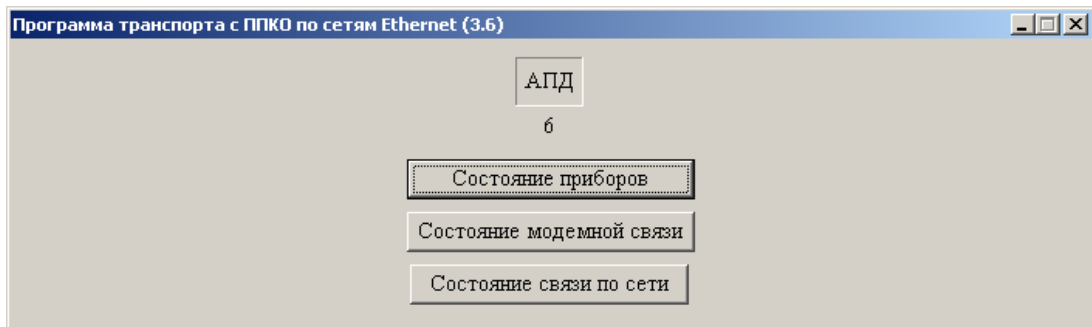 Программа транспорта с ППКО по сетям Ethernet (3.6)
АПД
6
Состояние приборов
Состояние модемной связи
Состояние связи по сети